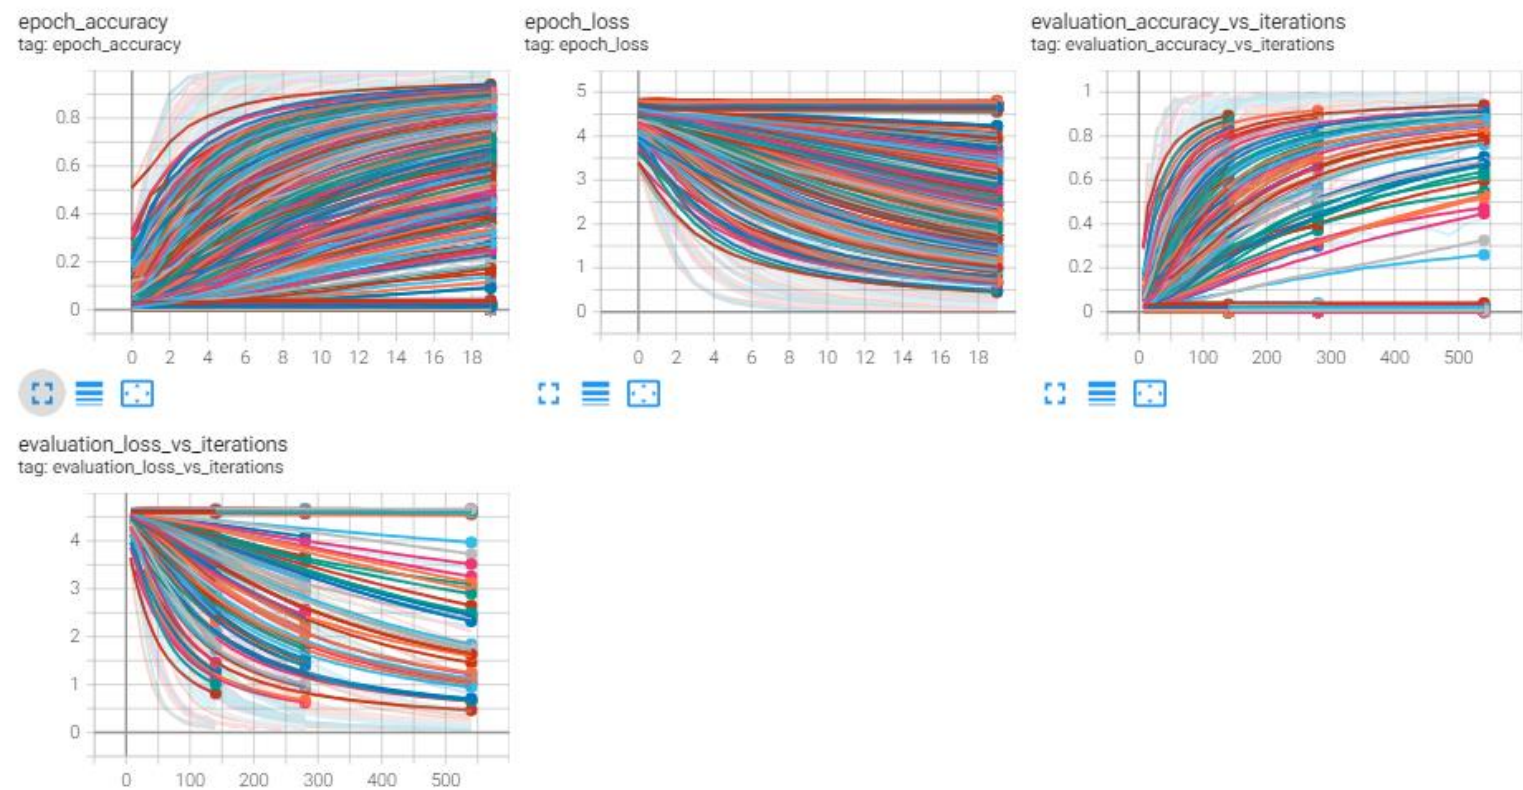 epoch_accuracy
tag: epoch_accuracy
0.8
0.6
0.4
0.2
0
0 2 4 6 8 10 12 14 16 18
epoch_loss
tag: epoch_loss
5
4
3
2
1
0
0 2 4 6 8 10 12 14 16 18
evaluation_accuracy_vs_iterations
tag: evaluation_accuracy_vs_iterations
1
0.8
0.6
0.4
0.2
0
0 100 200 300 400 500
evaluation_loss_vs_iterations
tag: evaluation_loss_vs_iterations
4
3
2
1
0
0 100 200 300 400 500